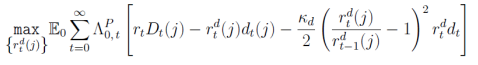 \max_{\{r_t^d(j)\}} \mathbb{E}_0 \sum_{t=0}^{\infty} \Lambda_{0,t}^P \left[ r_t D_t(j) - r_t^d(j) d_t(j) - \frac{\kappa_d}{2} \left( \frac{r_t^d(j)}{r_{t-1}^d(j)} - 1 \right)^2 r_t^d d_t \right]